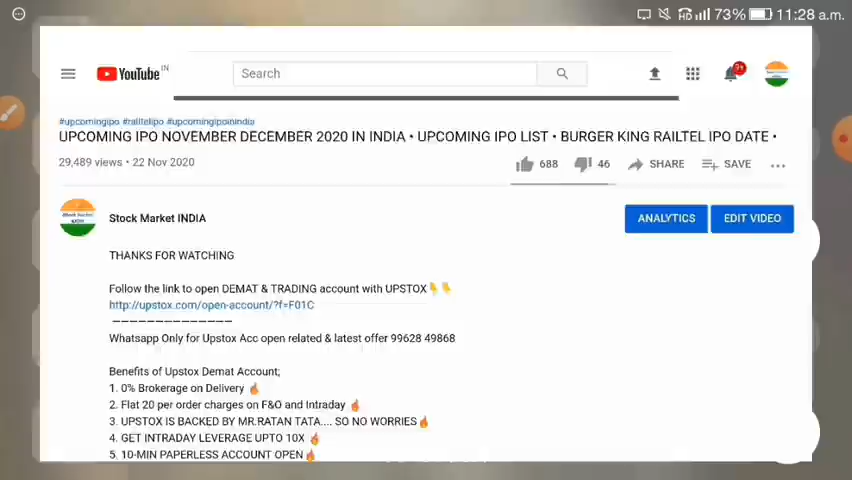 HD 73% 11:28 a.m.
YouTube IN
Search
9+
#upcomingipo #railtelipo #upcomingipoinindia
UPCOMING IPO NOVEMBER DECEMBER 2020 IN INDIA • UPCOMING IPO LIST • BURGER KING RAILTEL IPO DATE •
29,489 views • 22 Nov 2020
688 46 SHARE SAVE
Stock Market INDIA
ANALYTICS EDIT VIDEO
THANKS FOR WATCHING
Follow the link to open DEMAT & TRADING account with UPSTOX👇👇
http://upstox.com/open-account/?f=F01C
~~~~~~~~~~~~~~
Whatsapp Only for Upstox Acc open related & latest offer 99628 49868
Benefits of Upstox Demat Account;
1. 0% Brokerage on Delivery 🔥
2. Flat 20 per order charges on F&O and Intraday 🔥
3. UPSTOX IS BACKED BY MR.RATAN TATA.... SO NO WORRIES🔥
4. GET INTRADAY LEVERAGE UPTO 10X 🔥
5. 10-MIN PAPERLESS ACCOUNT OPEN🔥